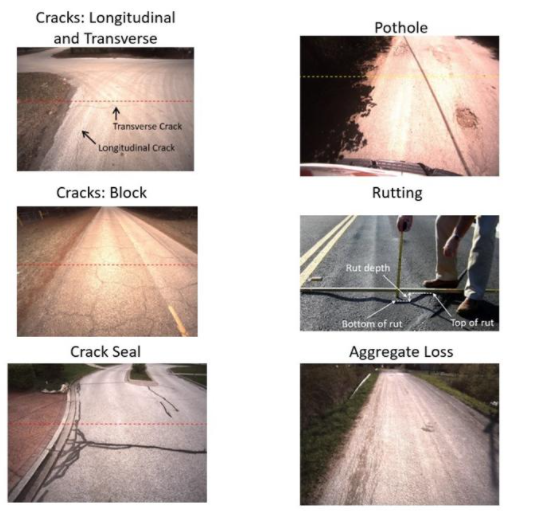 Cracks: Longitudinal
and Transverse
Transverse Crack
Longitudinal Crack
Pothole
Cracks: Block
Rutting
Rut depth
Bottom of rut
Top of rut
Crack Seal
Aggregate Loss